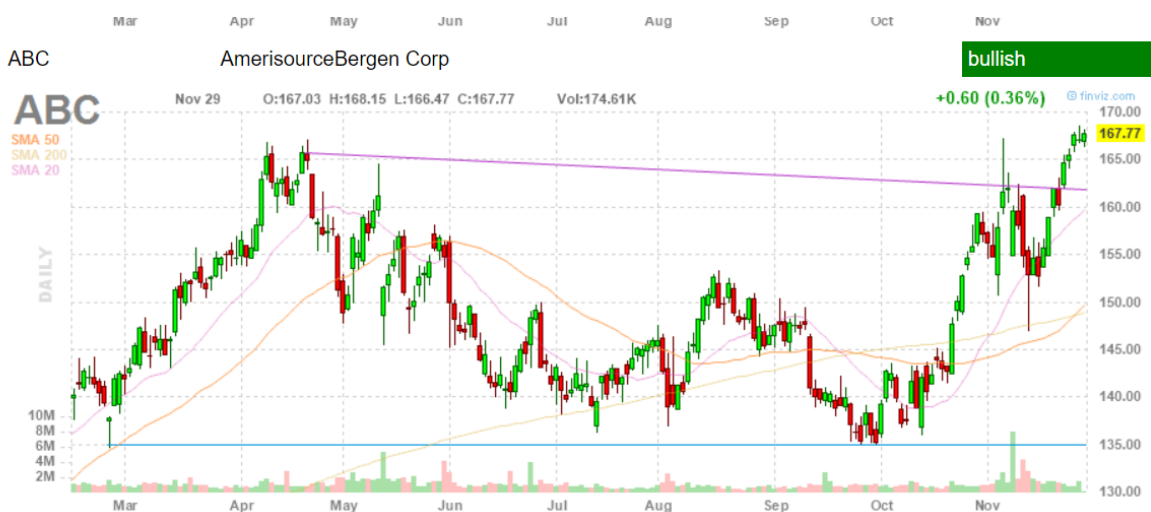 Mar Apr May Jun Jul Aug Sep Oct Nov
ABC AmerisourceBergen Corp bullish
ABC Nov 29 O:167.03 H:168.15 L:166.47 C:167.77 Vol:174.61K +0.60 (0.36%) © finviz.com
170.00
167.77
SMA 50
SMA 200
SMA 20
165.00
160.00
155.00
DAILY
150.00
145.00
140.00
10M
8M
6M
135.00
4M
2M
130.00
Mar Apr May Jun Jul Aug Sep Oct Nov